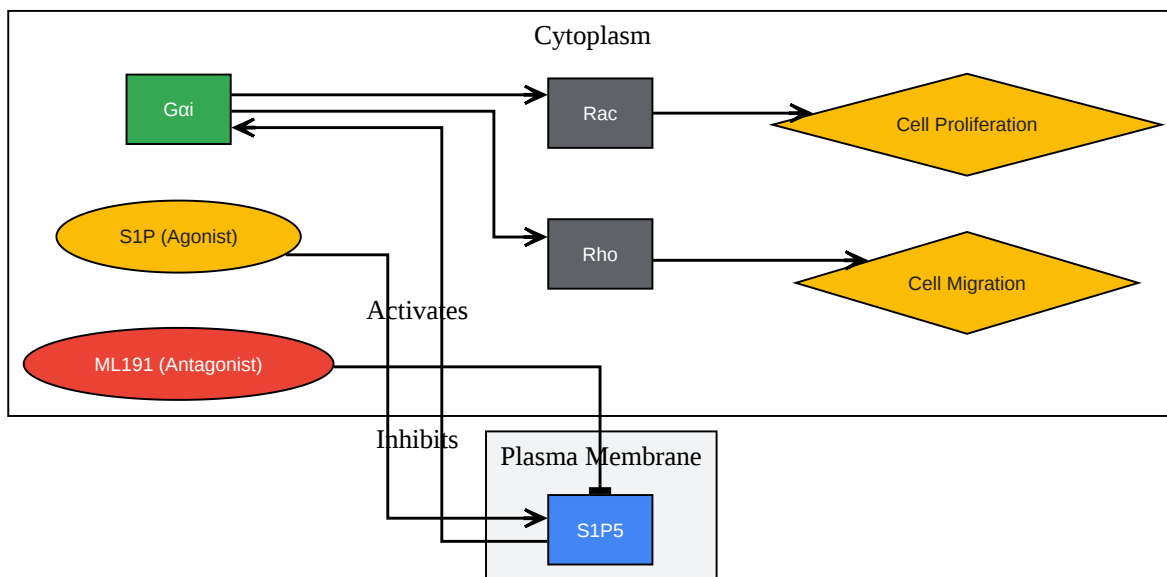 Cytoplasm
Gαi
Rac
Cell Proliferation
S1P (Agonist)
Rho
Cell Migration
Activates
ML191 (Antagonist)
Inhibits
Plasma Membrane
S1P5